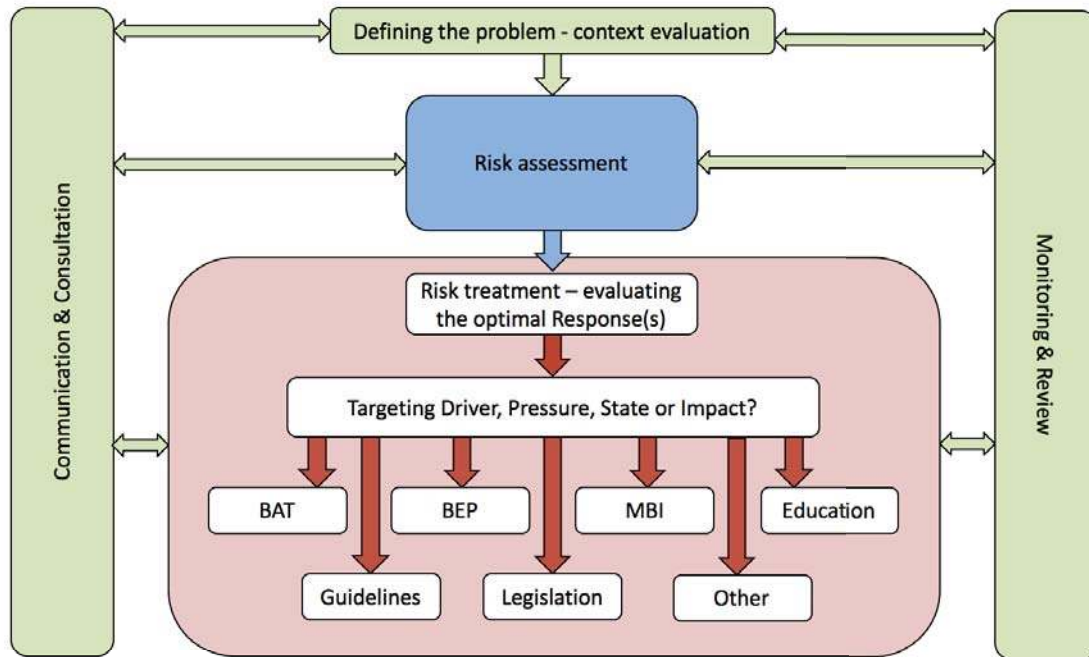 Defining the problem - context evaluation
Communication & Consultation
Risk assessment
Monitoring & Review
Risk treatment – evaluating
the optimal Response(s)
Targeting Driver, Pressure, State or Impact?
BAT
BEP
MBI
Education
Guidelines
Legislation
Other